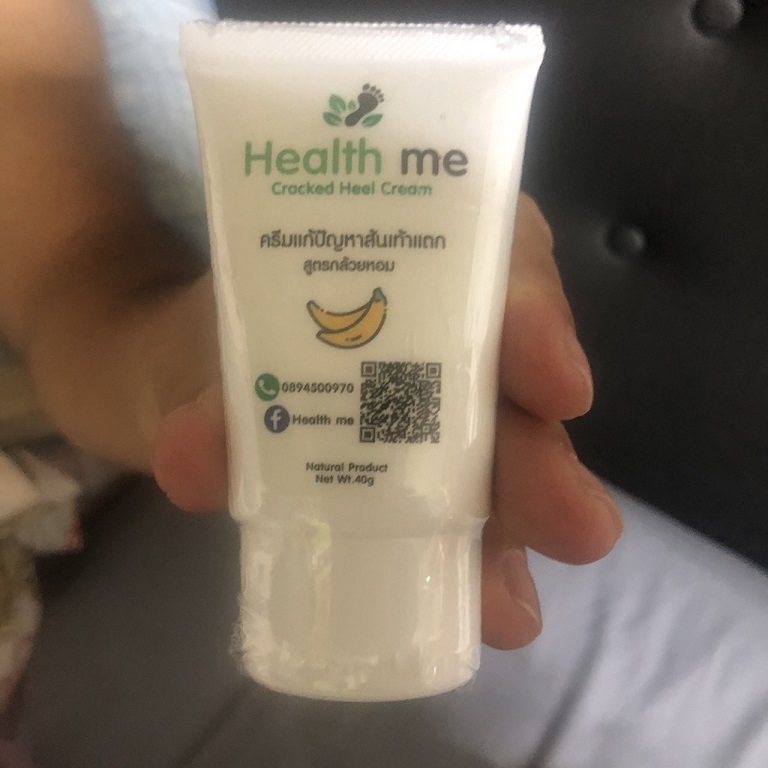 Health me
Cracked Heel Cream
ครีมแก้ปัญหาส้นเท้าแตก
สูตรกล้วยหอม
0894500970
Health me
Natural Product
Net Wt.40g